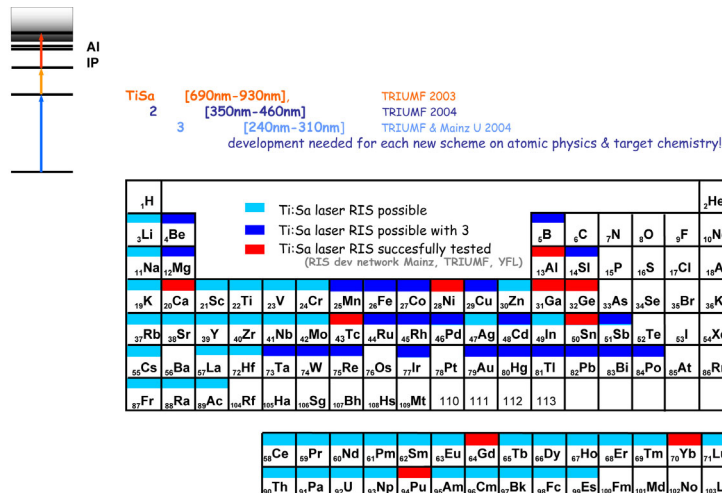 AI
IP
TiSa [690nm-930nm], TRIUMF 2003
2 [350nm-460nm] TRIUMF 2004
3 [240nm-310nm] TRIUMF & Mainz U 2004
development needed for each new scheme on atomic physics & target chemistry!
1H 2He
Ti:Sa laser RIS possible
3Li 4Be 5B 6C 7N 8O 9F
Ti:Sa laser RIS possible with 3
Ti:Sa laser RIS succesfully tested
(RIS dev network Mainz, TRIUMF, YFL)
11Na 12Mg 13Al 14SI 15P 16S 17Cl
19K 20Ca 21Sc 22Ti 23V 24Cr 25Mn 26Fe 27Co 28Ni 29Cu 30Zn 31Ga 32Ge 33As 34Se 35Br
37Rb 38Sr 39Y 40Zr 41Nb 42Mo 43Tc 44Ru 45Rh 46Pd 47Ag 48Cd 49In 50Sn 51Sb 52Te 53I
55Cs 56Ba 57La 72Hf 73Ta 74W 75Re 76Os 77Ir 78Pt 79Au 80Hg 81Tl 82Pb 83Bi 84Po 85At
87Fr 88Ra 89Ac 104Rf 105Ha 106Sg 107Bh 108Hs 109Mt 110 111 112 113
58Ce 59Pr 60Nd 61Pm 62Sm 63Eu 64Gd 65Tb 66Dy 67Ho 68Er 69Tm 70Yb
90Th 91Pa 92U 93Np 94Pu 95Am 96Cm 97Bk 98Fc 99Es 100Fm 101Md 102No